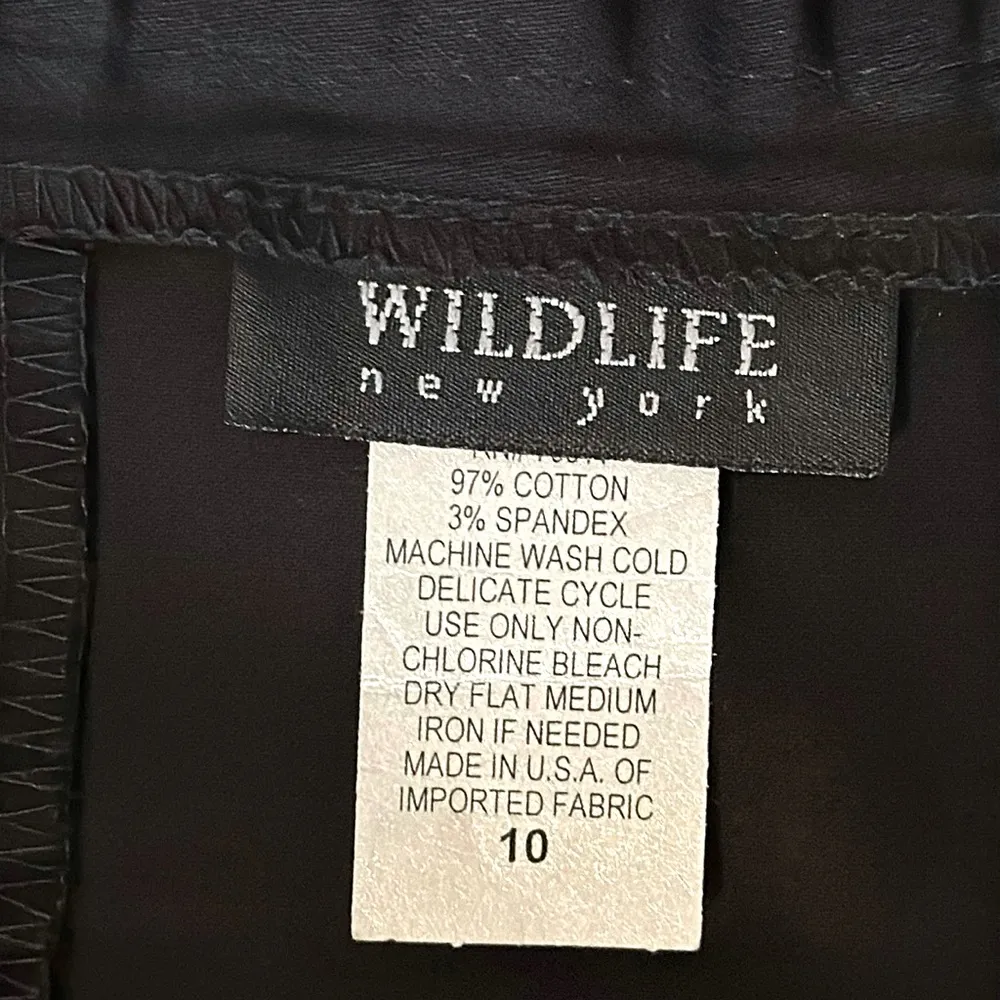 WILDLIFE
new york
97% COTTON
3% SPANDEX
MACHINE WASH COLD
DELICATE CYCLE
USE ONLY NON-
CHLORINE BLEACH
DRY FLAT MEDIUM
IRON IF NEEDED
MADE IN U.S.A. OF
IMPORTED FABRIC
10